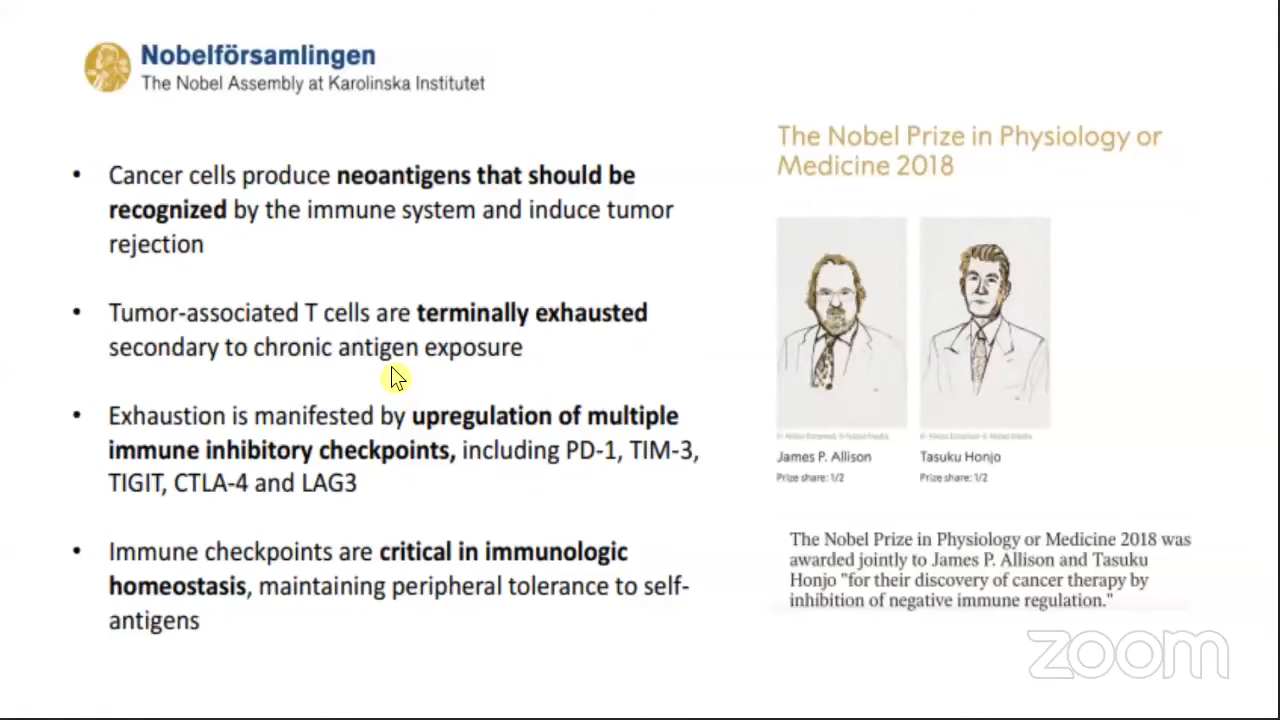 Nobelförsamlingen
The Nobel Assembly at Karolinska Institutet
• Cancer cells produce neoantigens that should be
recognized by the immune system and induce tumor
rejection
• Tumor-associated T cells are terminally exhausted
secondary to chronic antigen exposure
• Exhaustion is manifested by upregulation of multiple
immune inhibitory checkpoints, including PD-1, TIM-3,
TIGIT, CTLA-4 and LAG3
• Immune checkpoints are critical in immunologic
homeostasis, maintaining peripheral tolerance to self-
antigens
The Nobel Prize in Physiology or
Medicine 2018
James P. Allison
Prize share: 1/2
Tasuku Honjo
Prize share: 1/2
The Nobel Prize in Physiology or Medicine 2018 was
awarded jointly to James P. Allison and Tasuku
Honjo "for their discovery of cancer therapy by
inhibition of negative immune regulation."
zoom